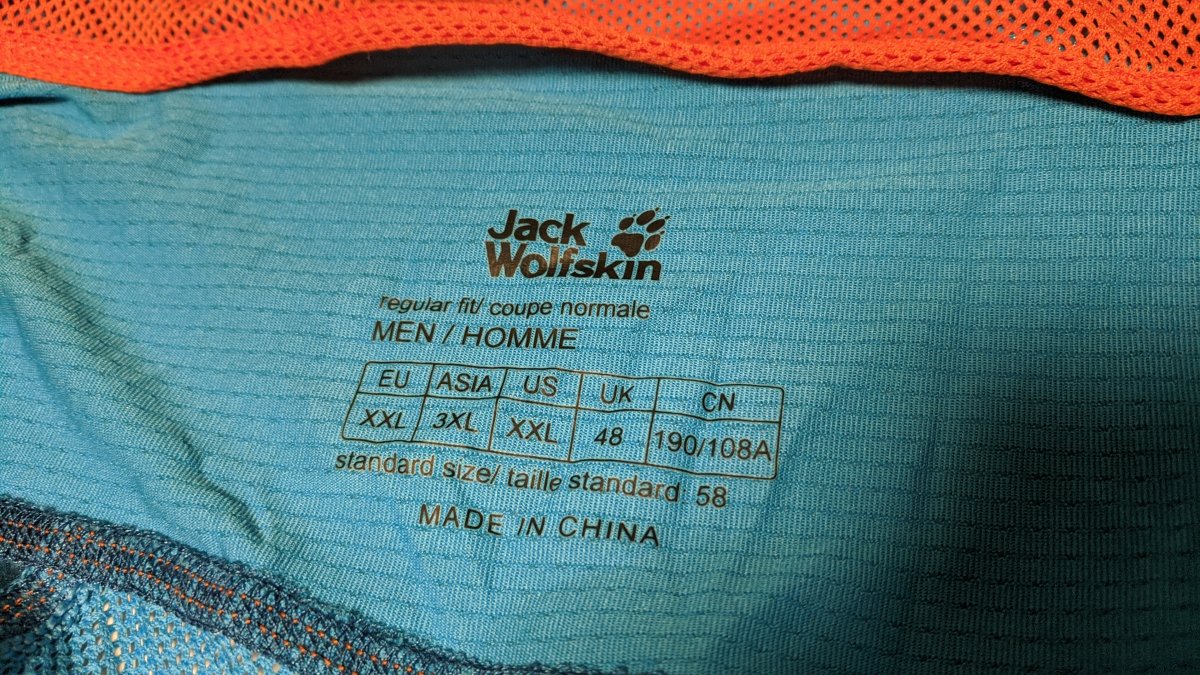 Jack
Wolfskin
regular fit/ coupe normale
MEN / HOMME
EU ASIA US UK CN
XXL 3XL XXL 48 190/108A
standard size/ taille standard 58
MADE IN CHINA